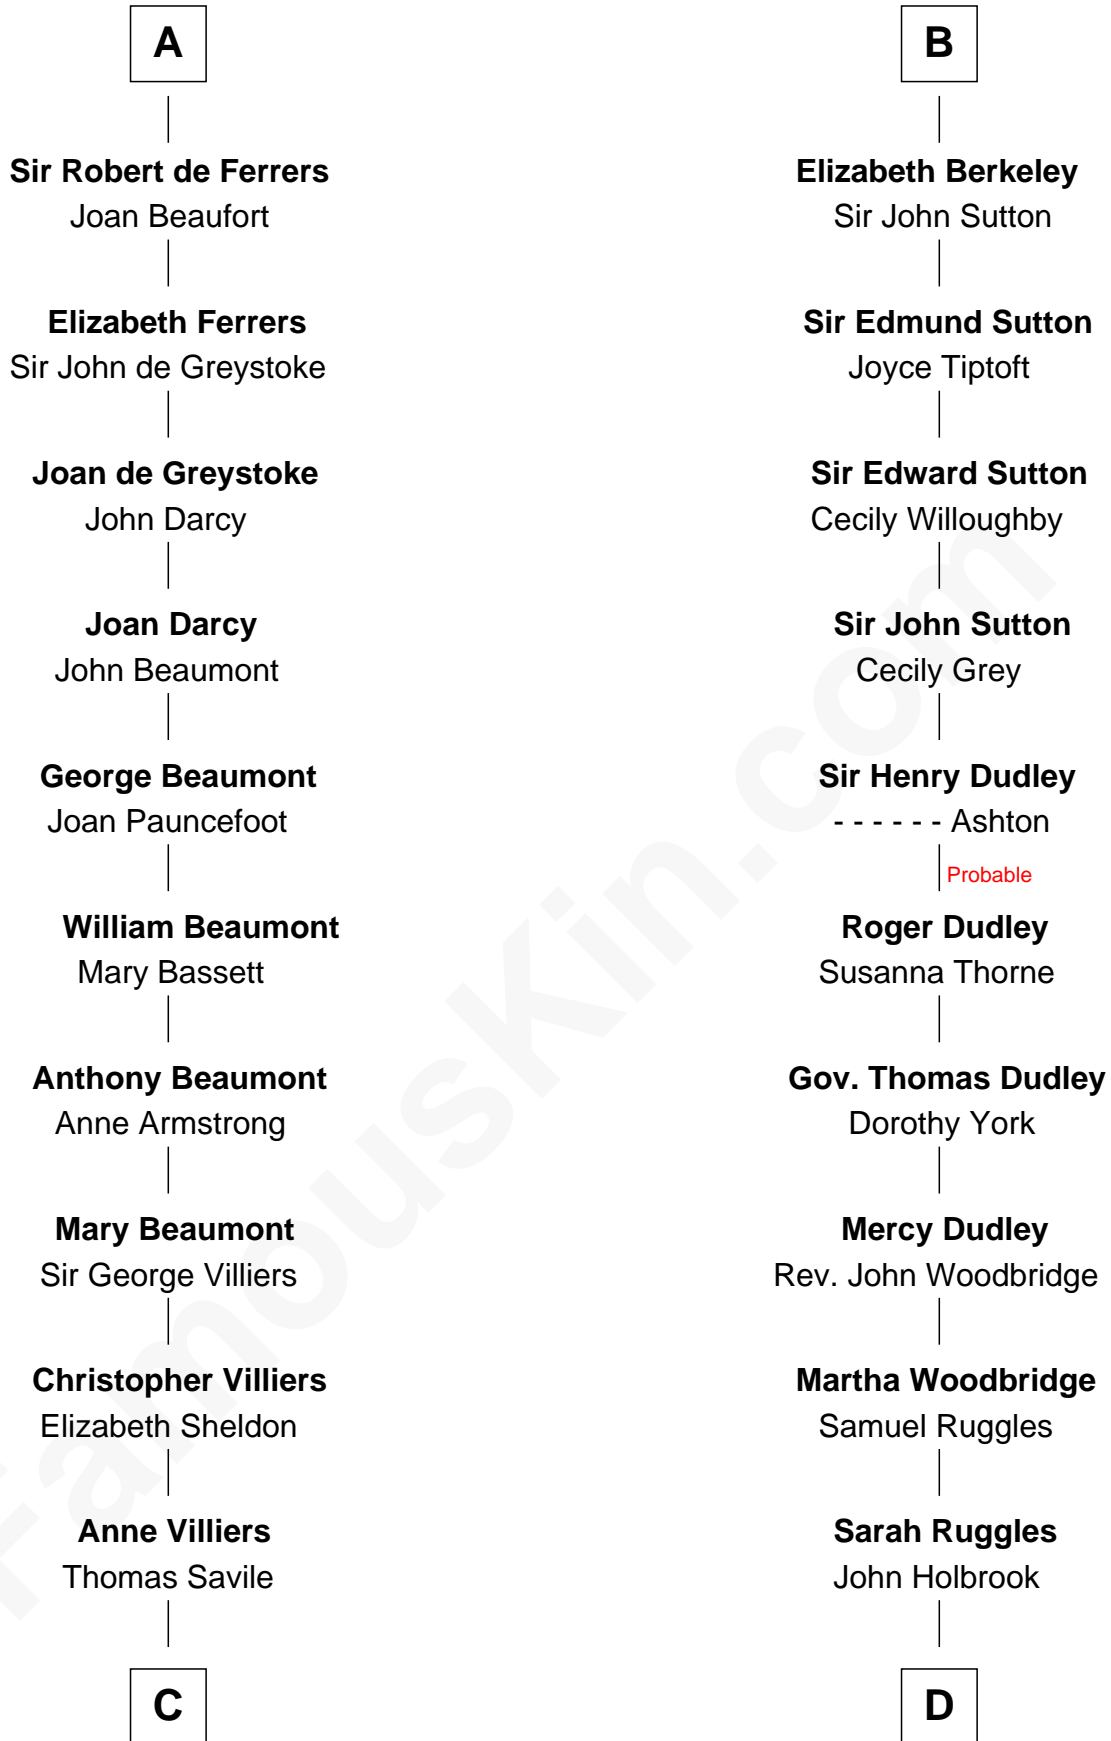 A
Sir Robert de Ferrers
Joan Beaufort
Elizabeth Ferrers
Sir John de Greystoke
Joan de Greystoke
John Darcy
Joan Darcy
John Beaumont
George Beaumont
Joan Pauncefoot
William Beaumont
Mary Bassett
Anthony Beaumont
Anne Armstrong
Mary Beaumont
Sir George Villiers
Christopher Villiers
Elizabeth Sheldon
Anne Villiers
Thomas Savile
C
B
Elizabeth Berkeley
Sir John Sutton
Sir Edmund Sutton
Joyce Tiptoft
Sir Edward Sutton
Cecily Willoughby
Sir John Sutton
Cecily Grey
Sir Henry Dudley
- - - - - - Ashton
Probable
Roger Dudley
Susanna Thorne
Gov. Thomas Dudley
Dorothy York
Mercy Dudley
Rev. John Woodbridge
Martha Woodbridge
Samuel Ruggles
Sarah Ruggles
John Holbrook
D
FamousKin.com